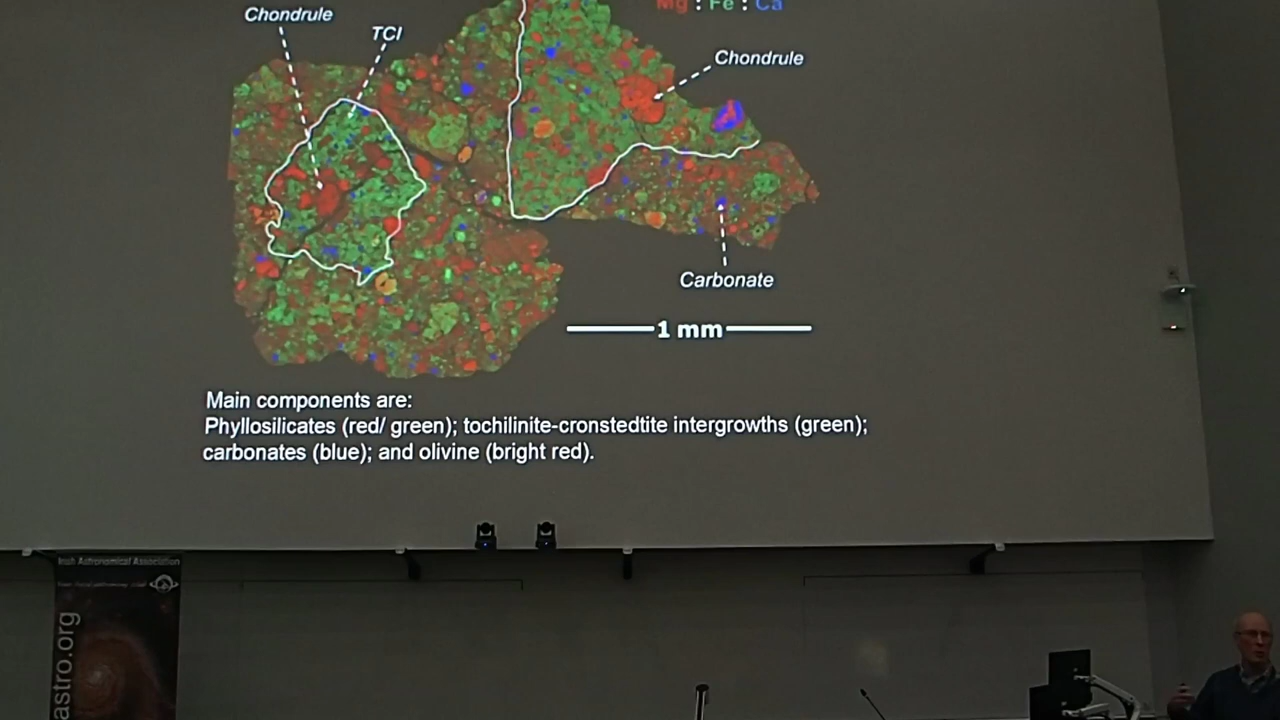 Mg : Fe : Ca
Chondrule
TCI
Chondrule
Carbonate
1 mm
Main components are:
Phyllosilicates (red/ green); tochilinite-cronstedtite intergrowths (green);
carbonates (blue); and olivine (bright red).
Irish Astronomical Association
astro.org